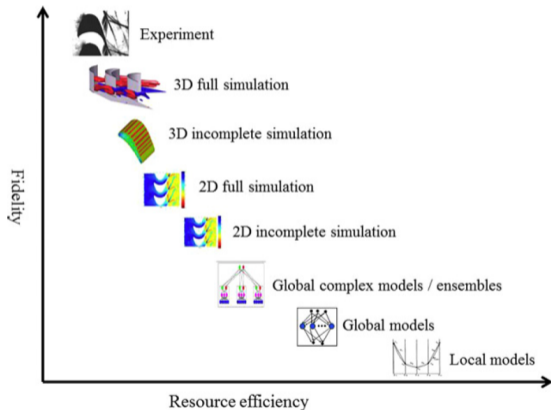 Experiment
3D full simulation
3D incomplete simulation
2D full simulation
2D incomplete simulation
Global complex models / ensembles
Global models
Local models
Fidelity
Resource efficiency